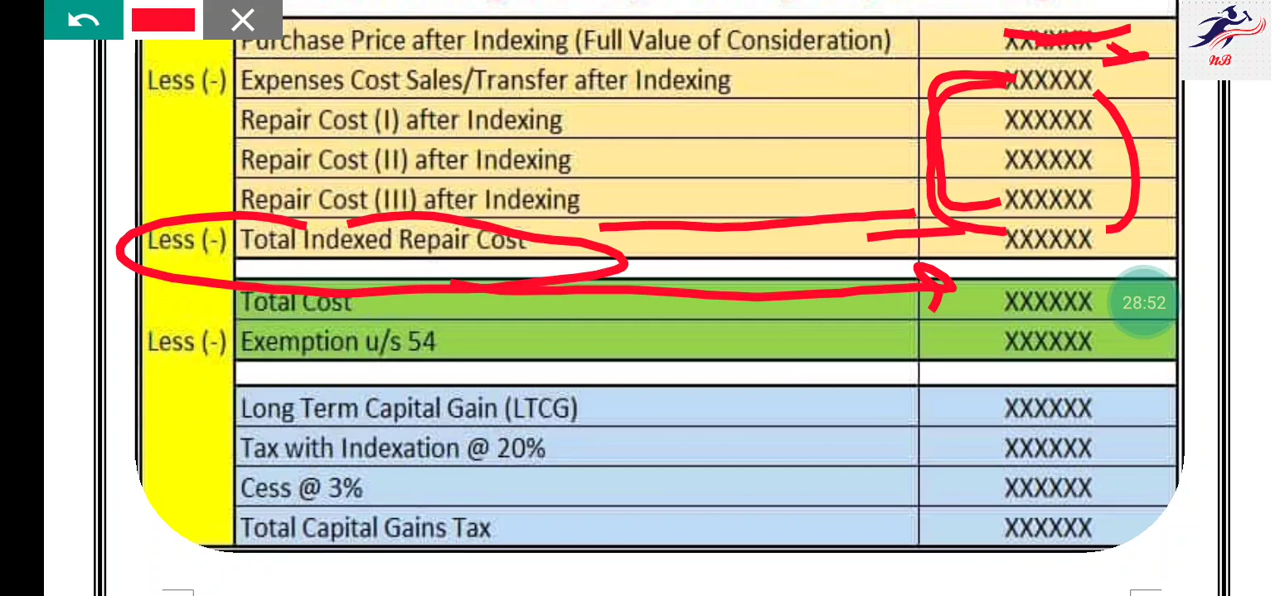 Purchase Price after Indexing (Full Value of Consideration) XXXXXX
Less (-) Expenses Cost Sales/Transfer after Indexing XXXXXX
Repair Cost (I) after Indexing XXXXXX
Repair Cost (II) after Indexing XXXXXX
Repair Cost (III) after Indexing XXXXXX
Less (-) Total Indexed Repair Cost XXXXXX
Total Cost XXXXXX
Less (-) Exemption u/s 54 XXXXXX
Long Term Capital Gain (LTCG) XXXXXX
Tax with Indexation @ 20% XXXXXX
Cess @ 3% XXXXXX
Total Capital Gains Tax XXXXXX
NB
28:52